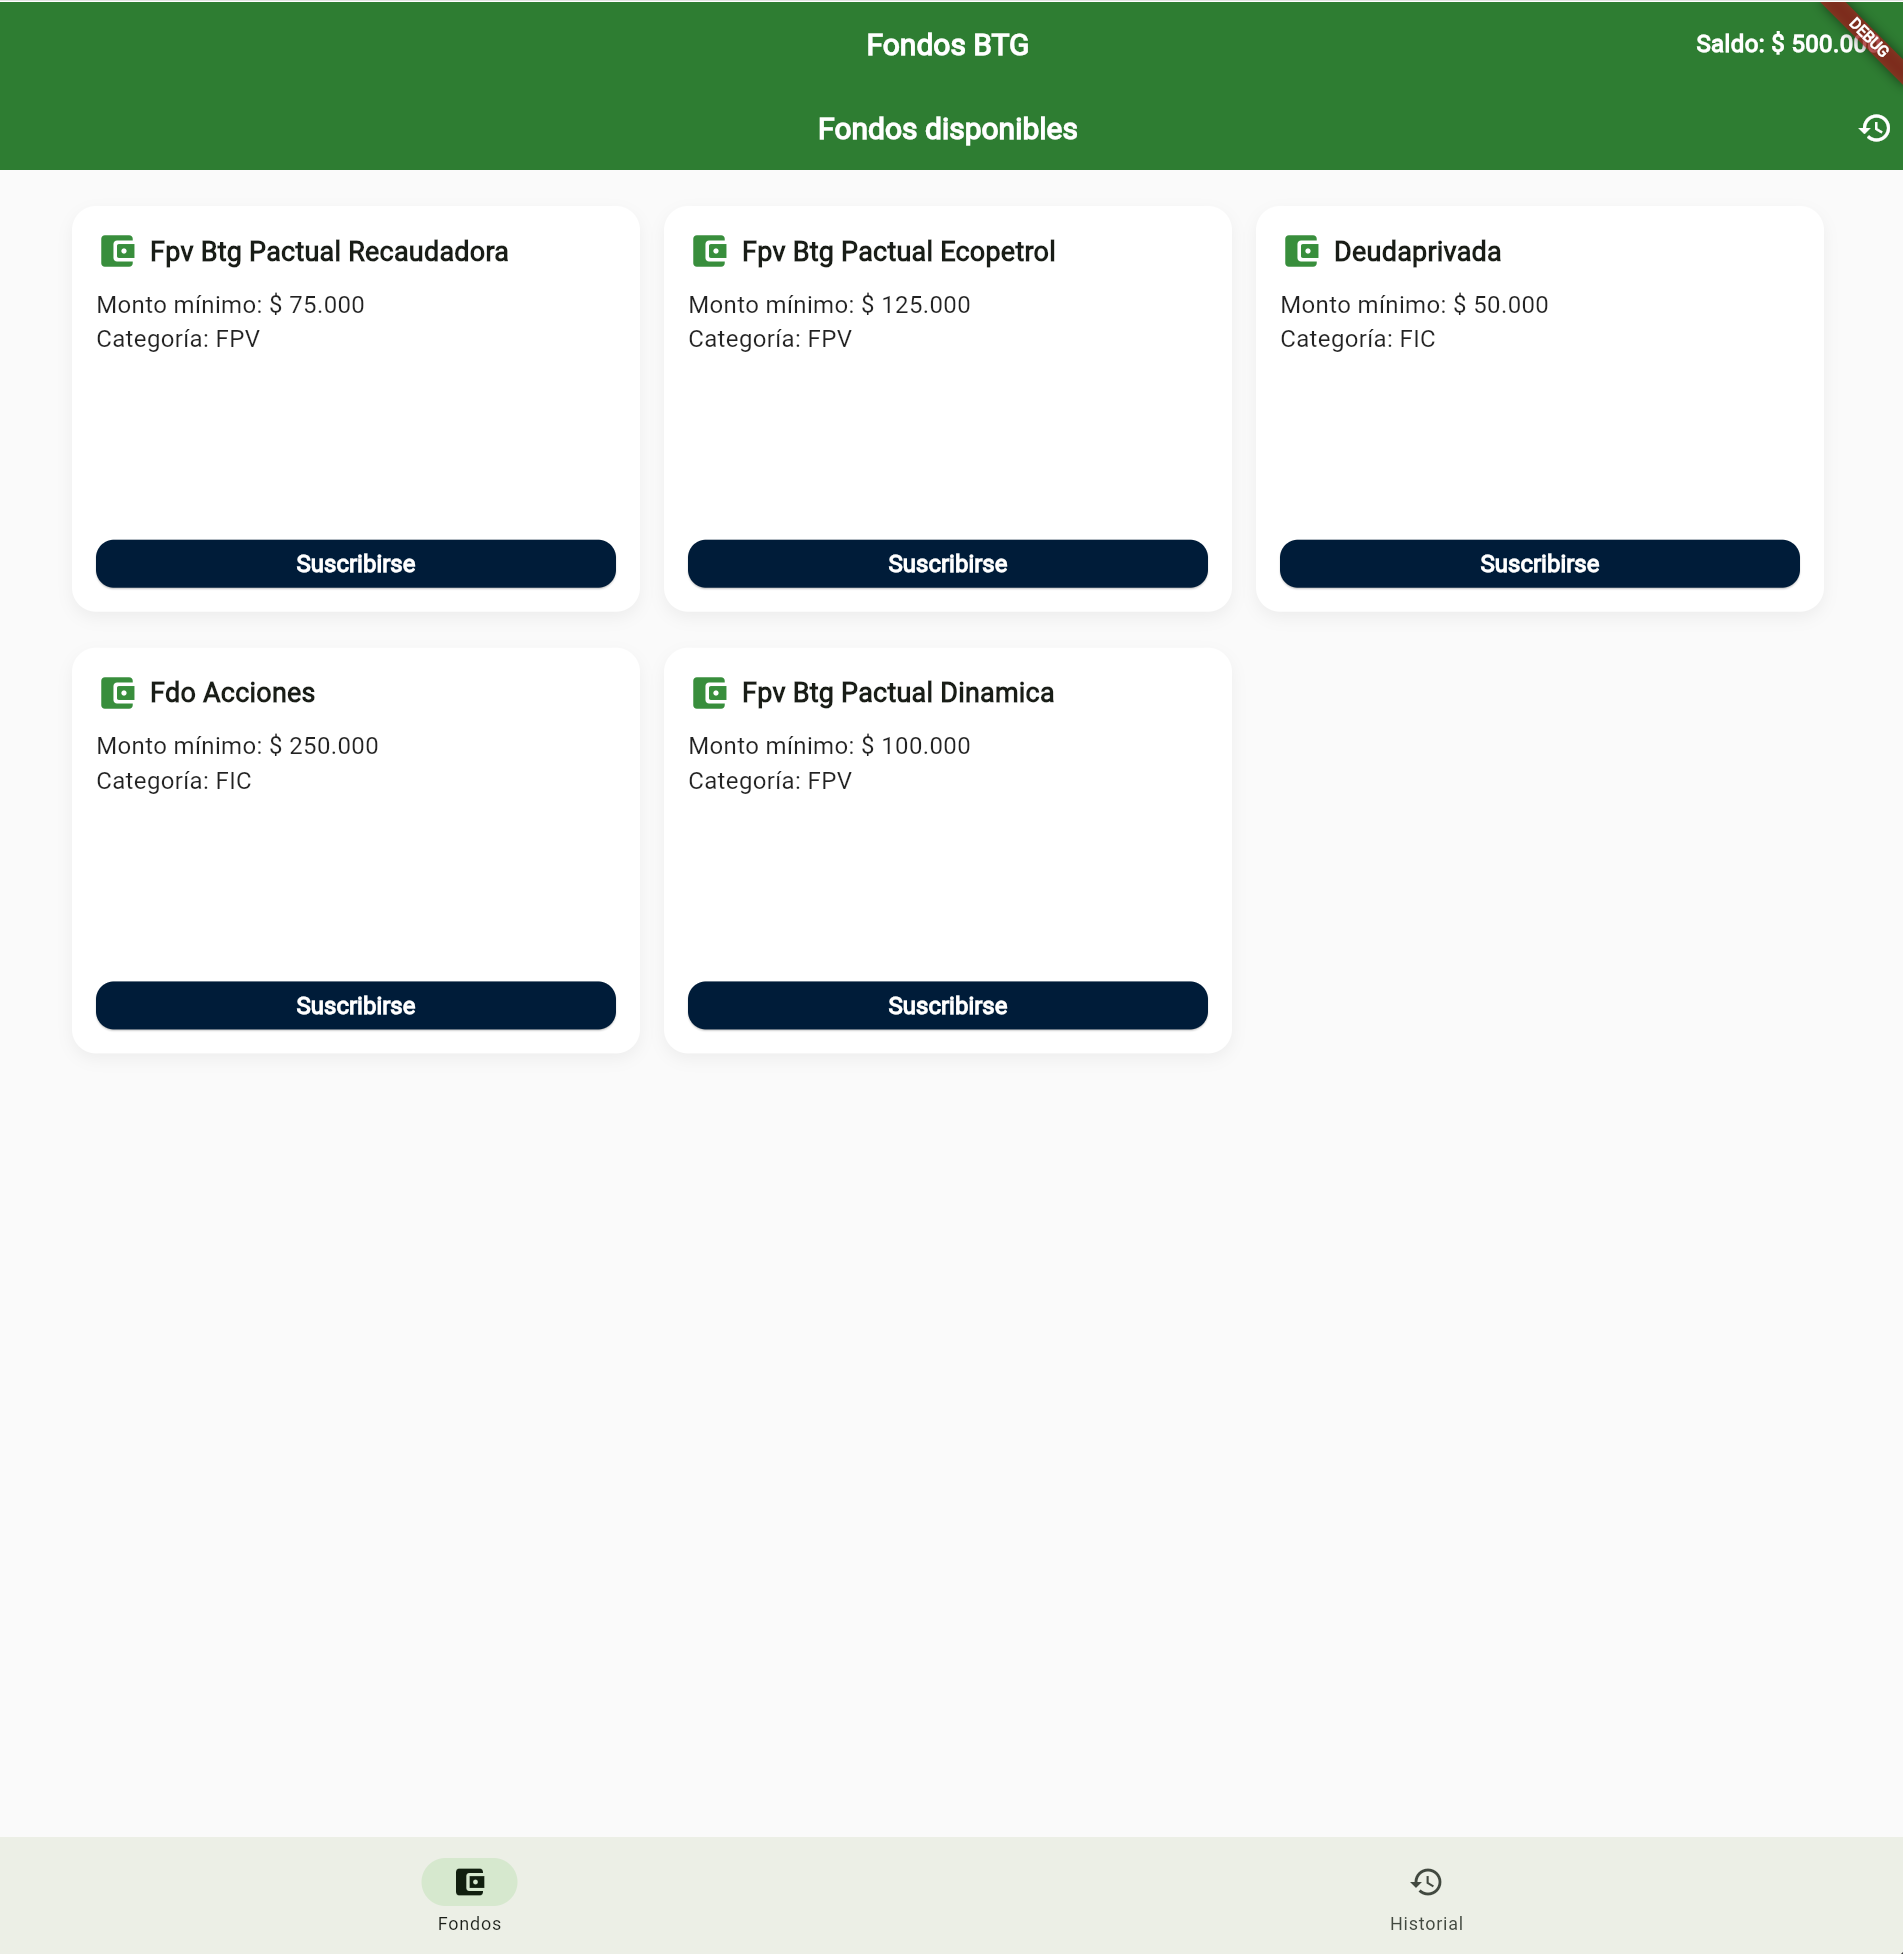 Fondos BTG
Saldo: $ 500.00
DEBUG
Fondos disponibles
Fpv Btg Pactual Recaudadora
Monto mínimo: $ 75.000
Categoría: FPV
Suscribirse
Fpv Btg Pactual Ecopetrol
Monto mínimo: $ 125.000
Categoría: FPV
Suscribirse
Deudaprivada
Monto mínimo: $ 50.000
Categoría: FIC
Suscribirse
Fdo Acciones
Monto mínimo: $ 250.000
Categoría: FIC
Suscribirse
Fpv Btg Pactual Dinamica
Monto mínimo: $ 100.000
Categoría: FPV
Suscribirse
Fondos
Historial